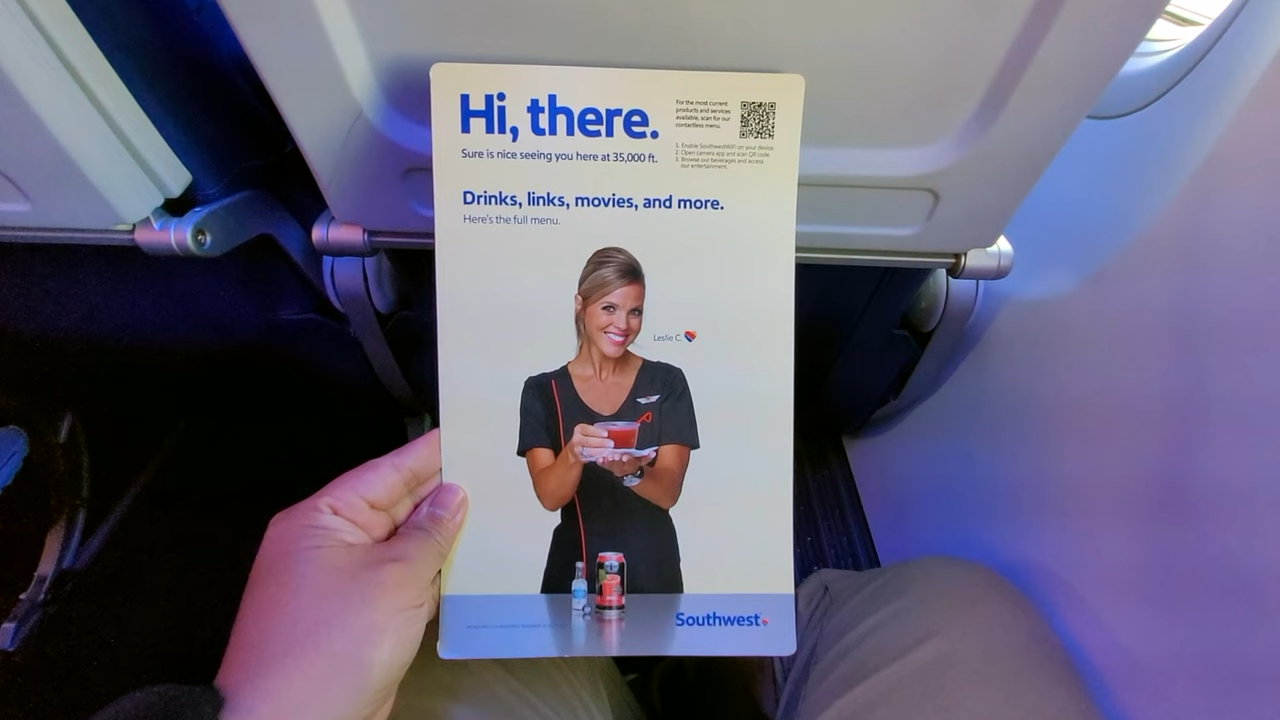 Hi, there.
Sure is nice seeing you here at 35,000 ft.
For the most current
products and services
available, scan for our
contactless menu.
1. Enable SouthwestWiFi on your device.
2. Open camera app and scan QR code.
3. Browse our beverages and access
our entertainment.
Drinks, links, movies, and more.
Here's the full menu.
Leslie C.
Southwest